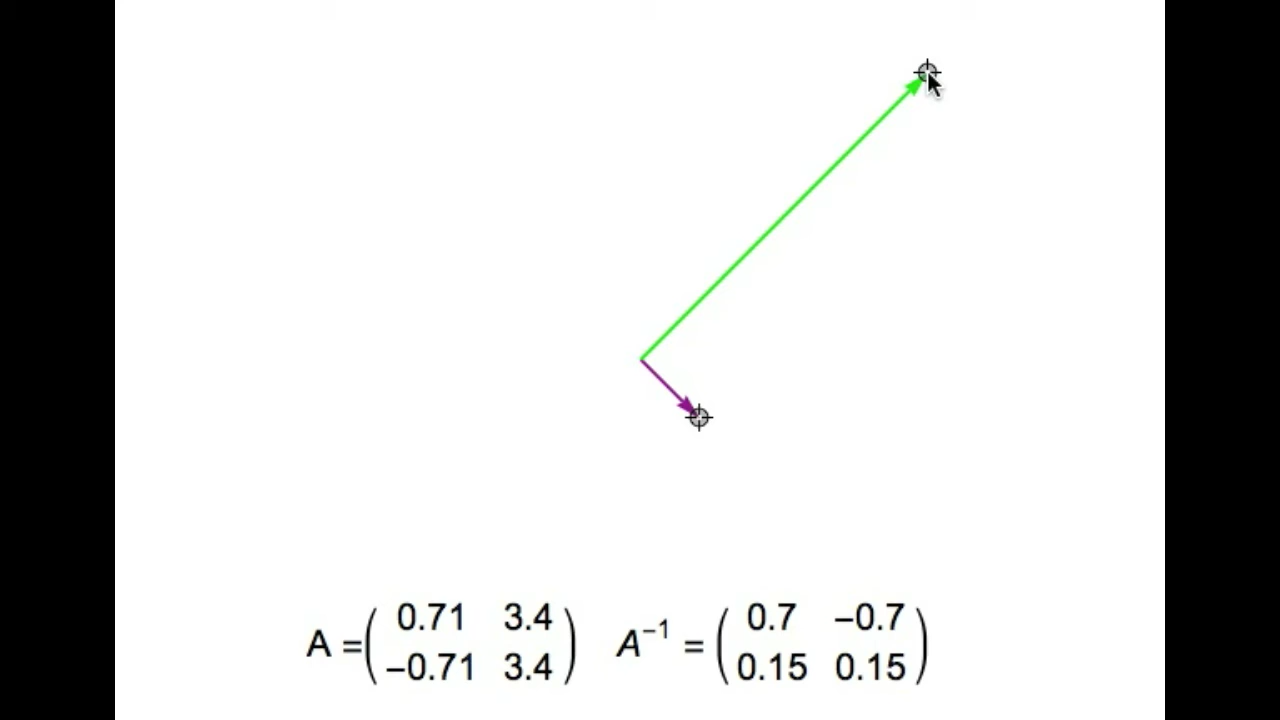 A = ( 0.71 3.4 ) A⁻¹ = ( 0.7 −0.7 )
( −0.71 3.4 ) ( 0.15 0.15 )